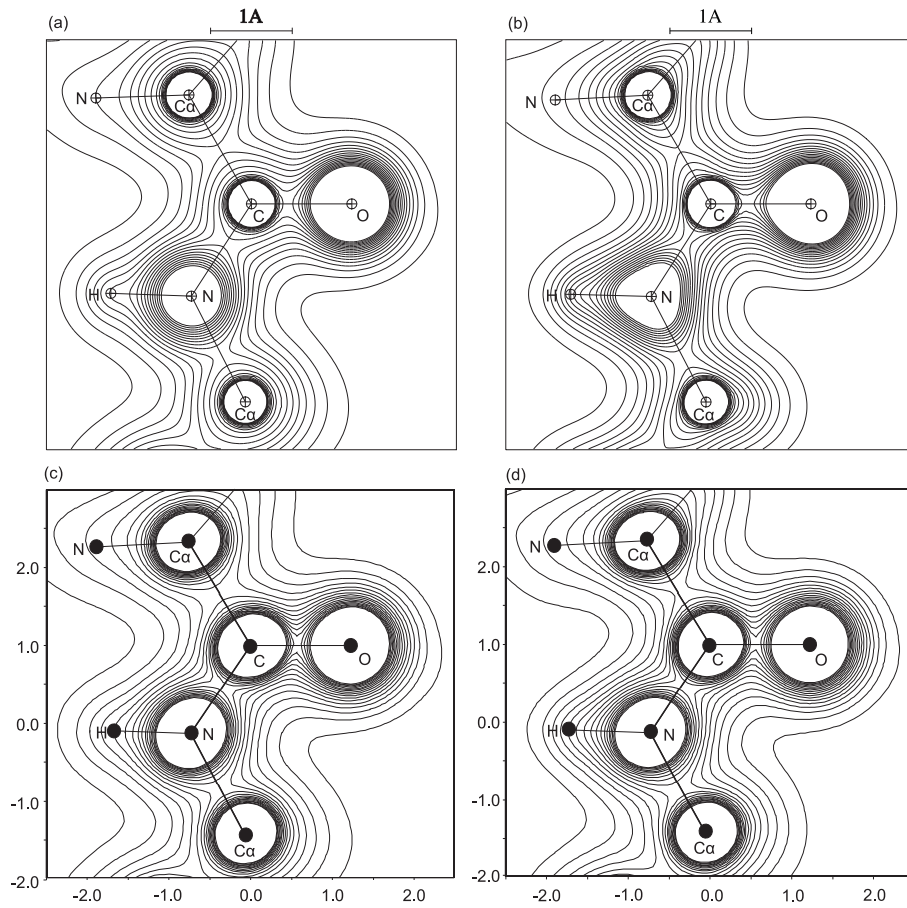 (a) 1A (b) 1A
N Cα N Cα
C O C O
H N H N
Cα Cα
(c) (d)
N Cα N Cα
2.0 2.0
1.0 C O 1.0 C O
0.0 H N 0.0 H N
-1.0 -1.0
Cα Cα
-2.0 -2.0
-2.0 -1.0 0.0 1.0 2.0 -2.0 -1.0 0.0 1.0 2.0